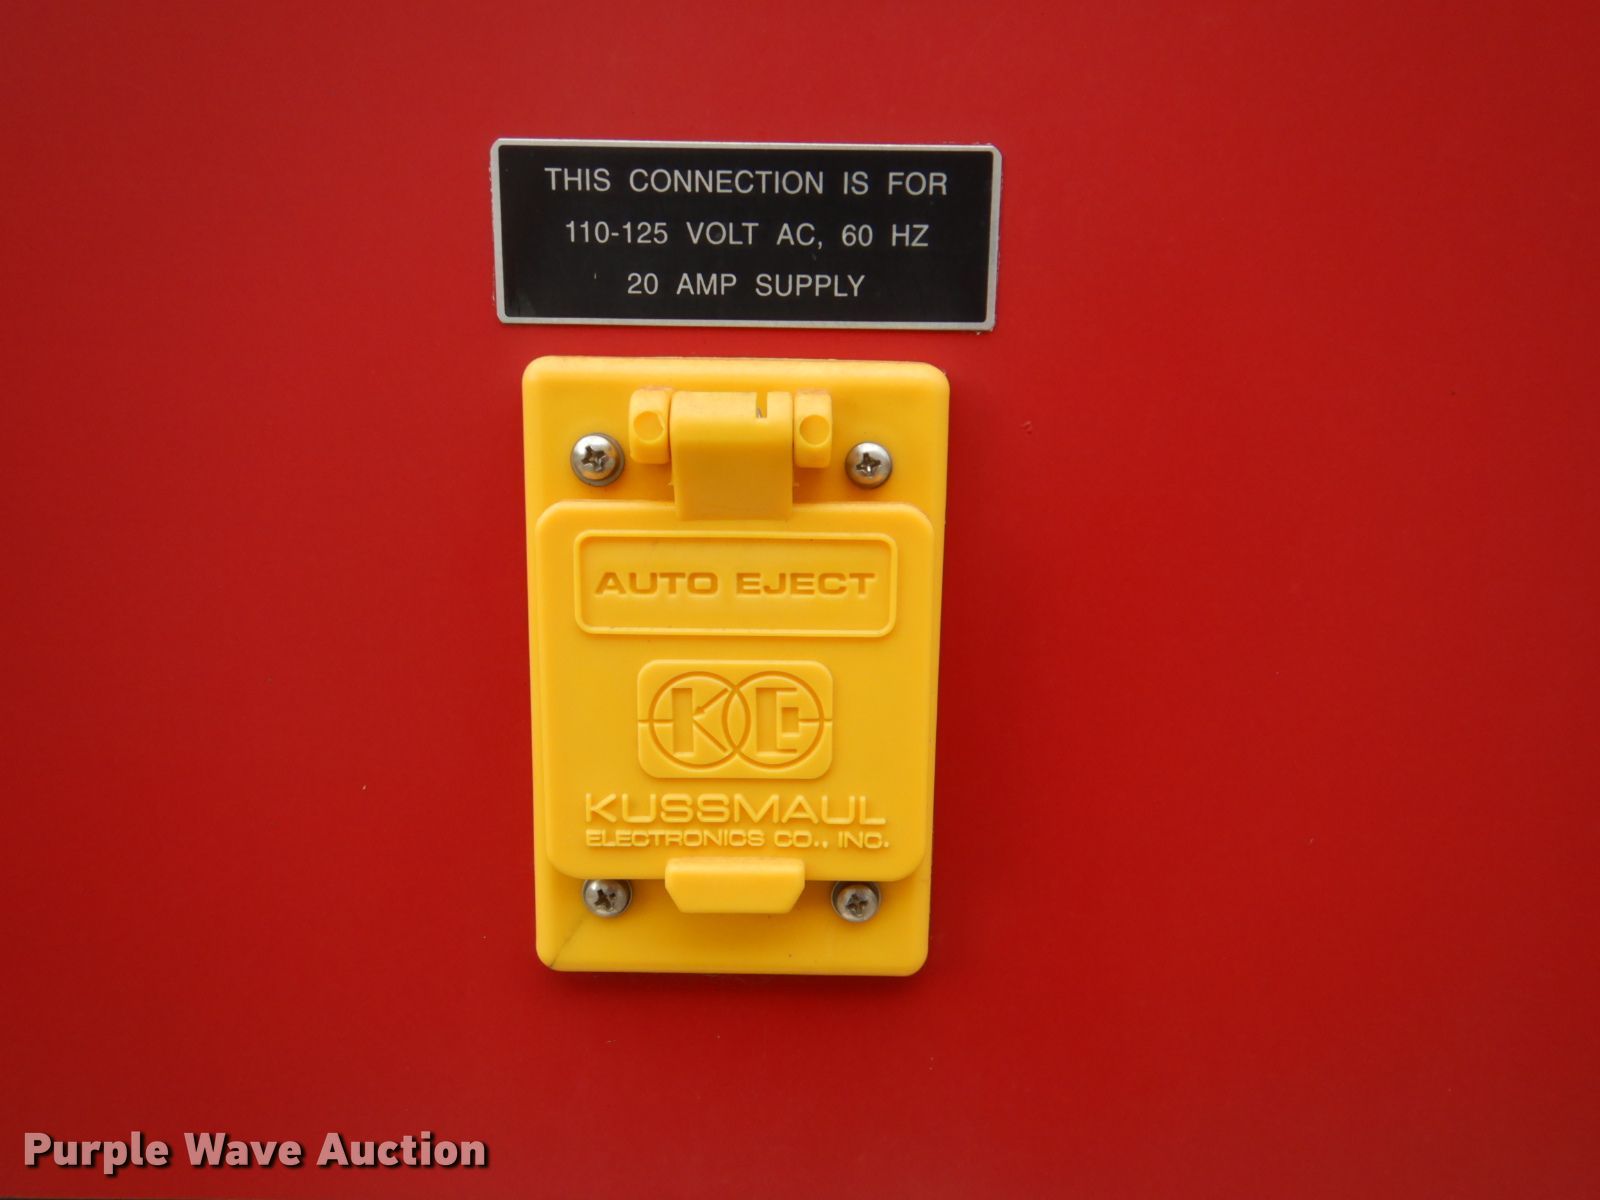 THIS CONNECTION IS FOR
110-125 VOLT AC, 60 HZ
20 AMP SUPPLY
AUTO EJECT
KE
KUSSMAUL
ELECTRONICS CO., INC.
Purple Wave Auction